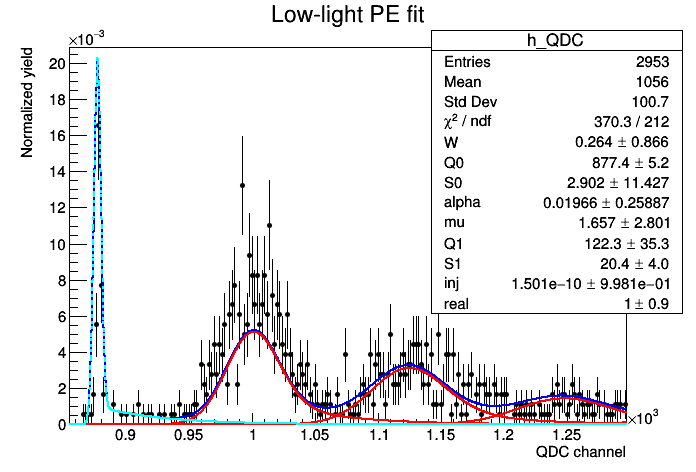 Low-light PE fit
×10⁻³
Normalized yield
20
18
16
14
12
10
8
6
4
2
0
h_QDC
Entries 2953
Mean 1056
Std Dev 100.7
χ² / ndf 370.3 / 212
W 0.264 ± 0.866
Q0 877.4 ± 5.2
S0 2.902 ± 11.427
alpha 0.01966 ± 0.25887
mu 1.657 ± 2.801
Q1 122.3 ± 35.3
S1 20.4 ± 4.0
inj 1.501e−10 ± 9.981e−01
real 1 ± 0.9
0.9 0.95 1 1.05 1.1 1.15 1.2 1.25 ×10³
QDC channel